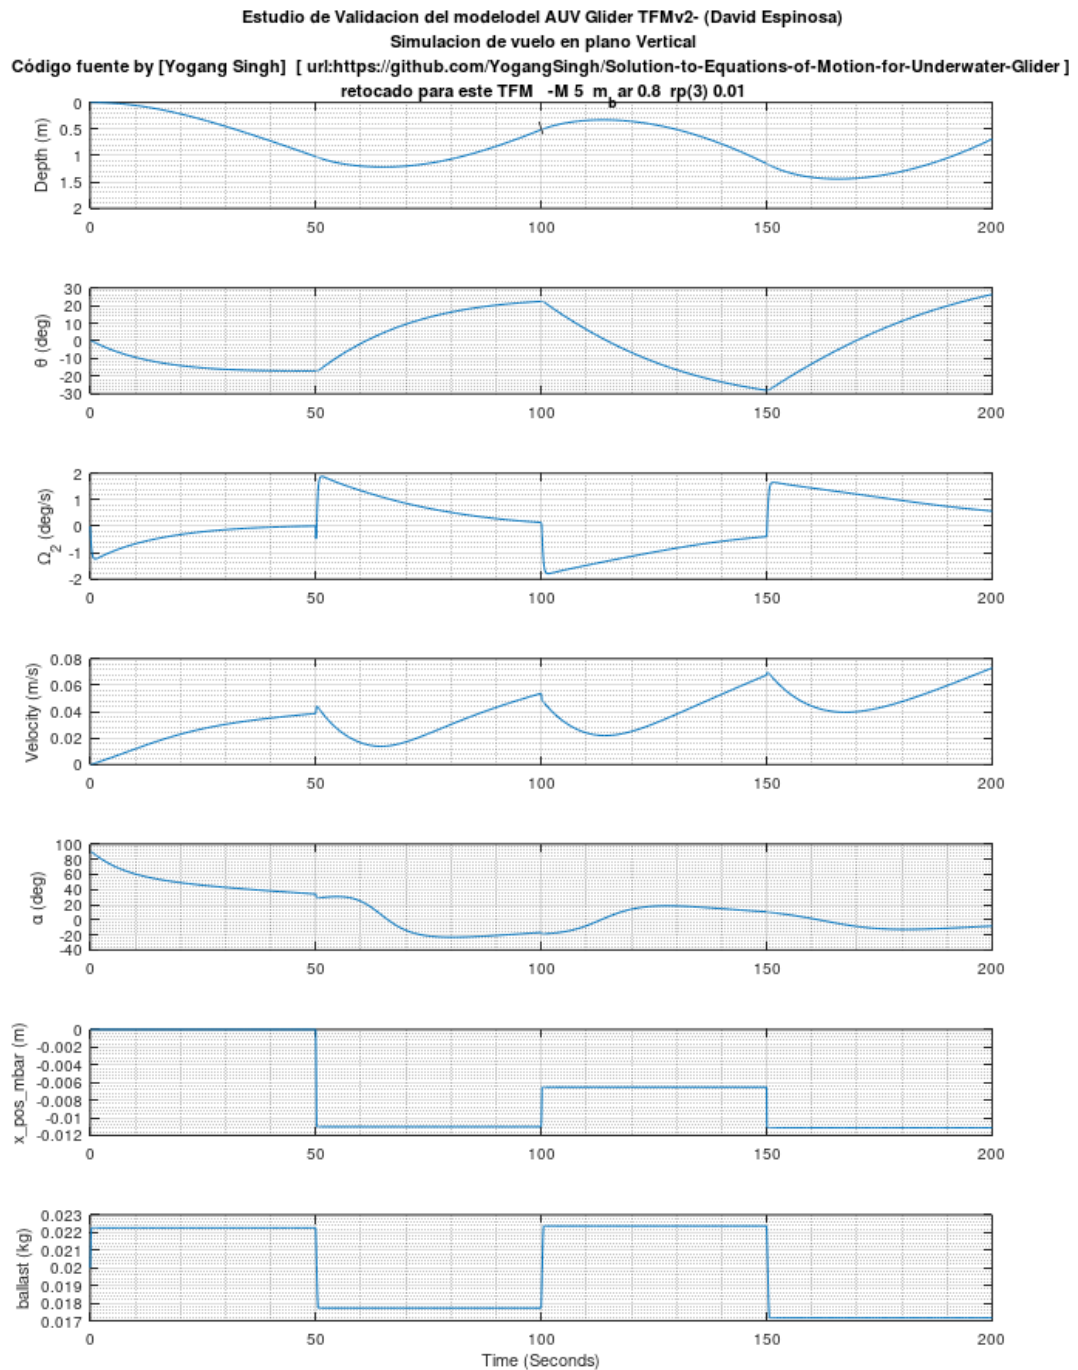 Estudio de Validacion del modelodel AUV Glider TFMv2- (David Espinosa)
Simulacion de vuelo en plano Vertical
Código fuente by [Yogang Singh]  [ url:https://github.com/YogangSingh/Solution-to-Equations-of-Motion-for-Underwater-Glider ]
retocado para este TFM   -M 5  m_bar 0.8  rp(3) 0.01
Depth (m)
0
0.5
1
1.5
2
0 50 100 150 200
θ (deg)
30
20
10
0
-10
-20
-30
0 50 100 150 200
Ω2 (deg/s)
2
1
0
-1
-2
0 50 100 150 200
Velocity (m/s)
0.08
0.06
0.04
0.02
0
0 50 100 150 200
α (deg)
100
80
60
40
20
0
-20
-40
0 50 100 150 200
x_pos_mbar (m)
0
-0.002
-0.004
-0.006
-0.008
-0.01
-0.012
0 50 100 150 200
ballast (kg)
0.023
0.022
0.021
0.02
0.019
0.018
0.017
0 50 100 150 200
Time (Seconds)